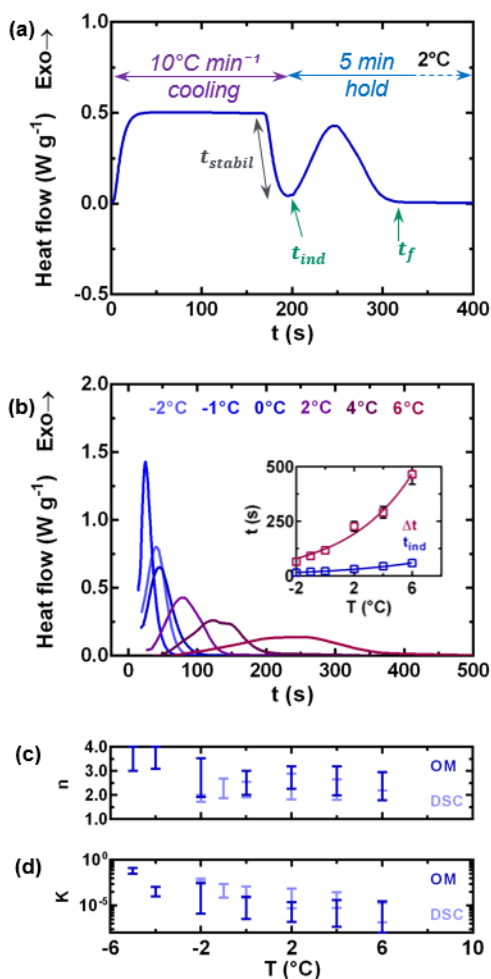 (a)
Heat flow (W g⁻¹) Exo→
1.0
0.5
0.0
-0.5
10°C min⁻¹
cooling
5 min
hold
2°C
t_stabil
t_ind
t_f
0 100 200 300 400
t (s)
(b)
Heat flow (W g⁻¹) Exo→
2.0
1.5
1.0
0.5
0.0
-2°C -1°C 0°C 2°C 4°C 6°C
t (s)
500
250
0
Δt
t_ind
-2 0 2 4 6
T (°C)
0 100 200 300 400 500
t (s)
(c)
n
4.0
3.0
2.0
1.0
OM
DSC
(d)
K
10⁰
10⁻⁵
OM
DSC
-6 -2 2 6 10
T (°C)